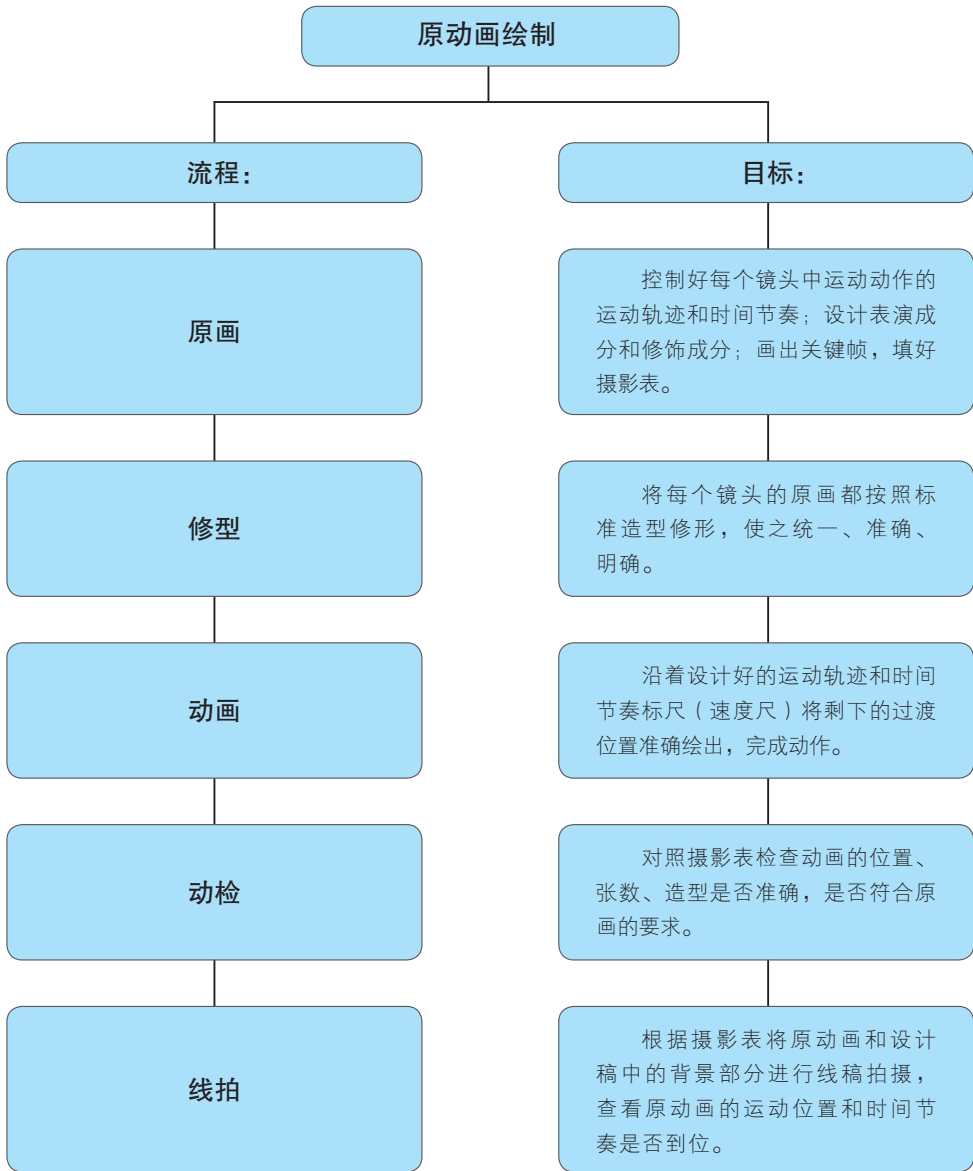 原动画绘制
流程：
目标：
原画
控制好每个镜头中运动动作的
运动轨迹和时间节奏；设计表演成
分和修饰成分；画出关键帧，填好
摄影表。
修型
将每个镜头的原画都按照标
准造型修形，使之统一、准确、
明确。
动画
沿着设计好的运动轨迹和时间
节奏标尺（速度尺）将剩下的过渡
位置准确绘出，完成动作。
动检
对照摄影表检查动画的位置、
张数、造型是否准确，是否符合原
画的要求。
线拍
根据摄影表将原动画和设计
稿中的背景部分进行线稿拍摄，
查看原动画的运动位置和时间节
奏是否到位。